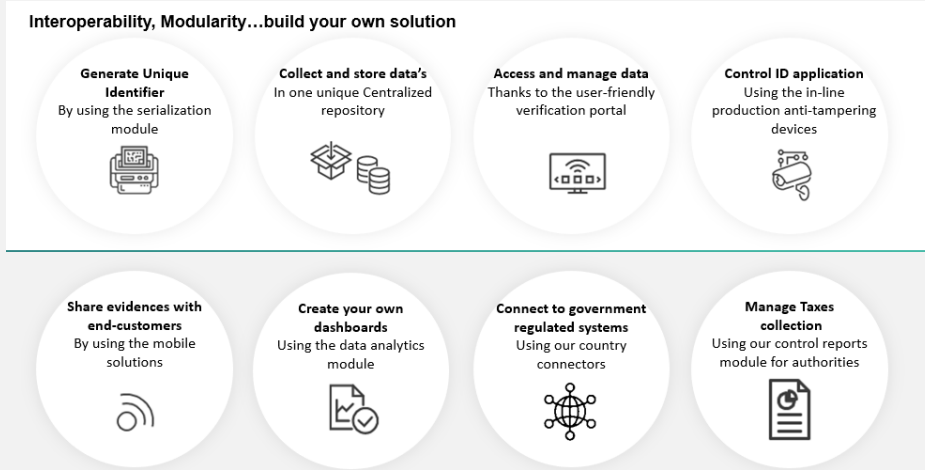 Interoperability, Modularity...build your own solution
Generate Unique
Identifier
By using the serialization
module
Collect and store data's
In one unique Centralized
repository
Access and manage data
Thanks to the user-friendly
verification portal
Control ID application
Using the in-line
production anti-tampering
devices
Share evidences with
end-customers
By using the mobile
solutions
Create your own
dashboards
Using the data analytics
module
Connect to government
regulated systems
Using our country
connectors
Manage Taxes
collection
Using our control reports
module for authorities